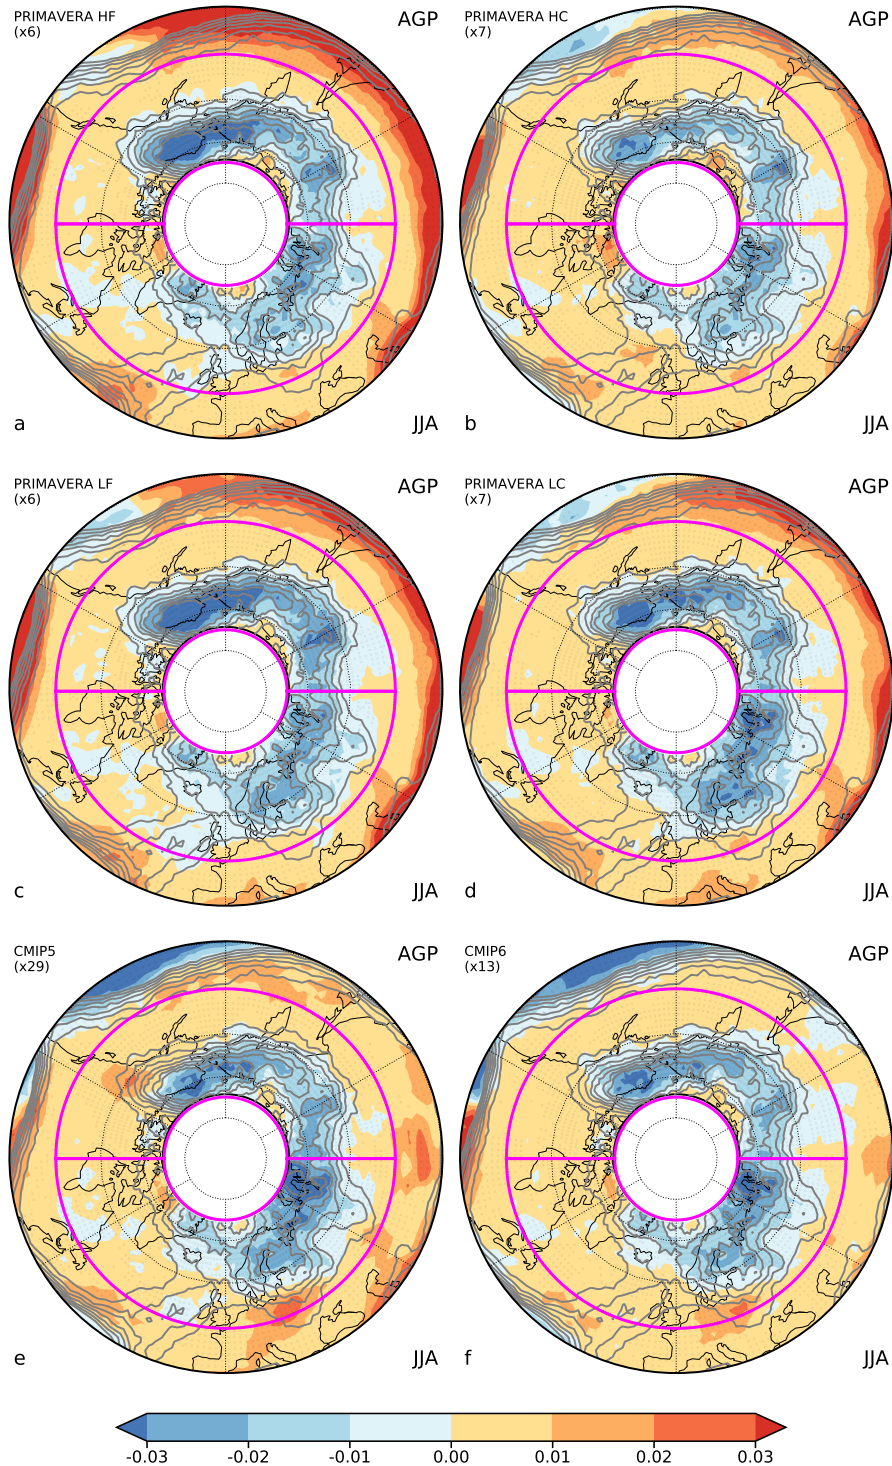 PRIMAVERA HF
(x6)
AGP
a
JJA
PRIMAVERA HC
(x7)
AGP
b
JJA
PRIMAVERA LF
(x6)
AGP
c
JJA
PRIMAVERA LC
(x7)
AGP
d
JJA
CMIP5
(x29)
AGP
e
JJA
CMIP6
(x13)
AGP
f
JJA
-0.03 -0.02 -0.01 0.00 0.01 0.02 0.03